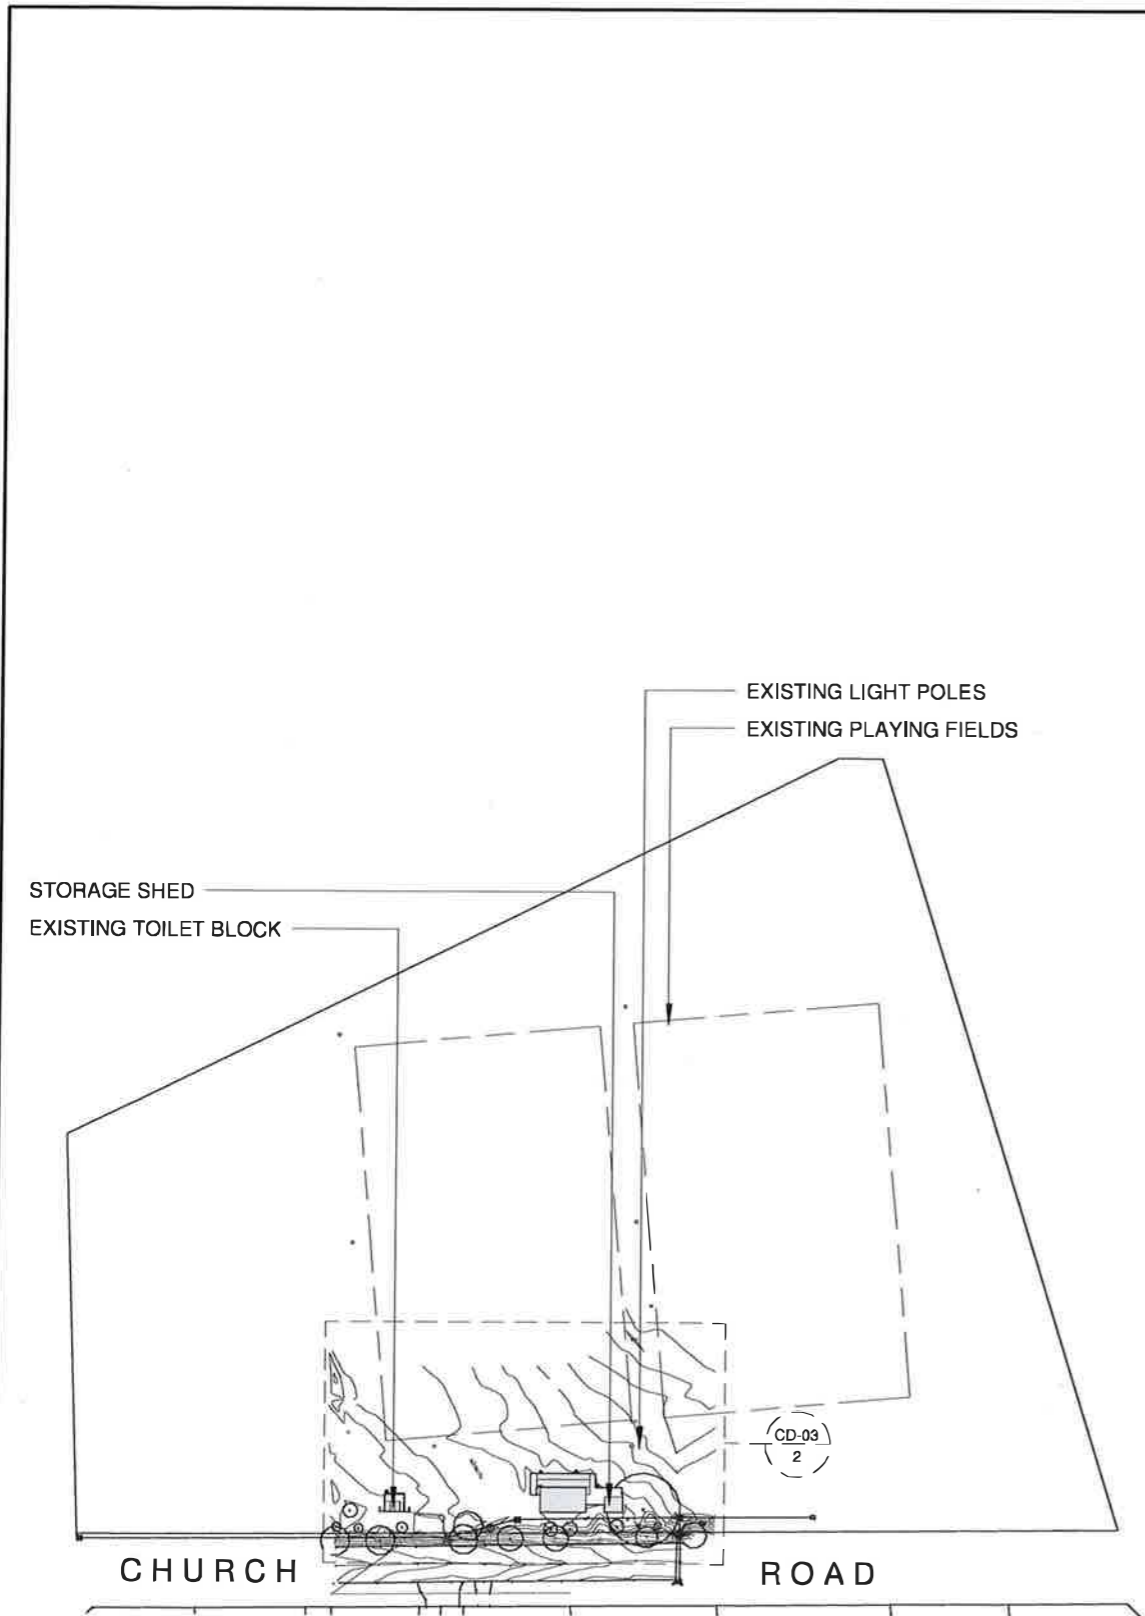 EXISTING LIGHT POLES
EXISTING PLAYING FIELDS
STORAGE SHED
EXISTING TOILET BLOCK
CD-03
2
CHURCH ROAD